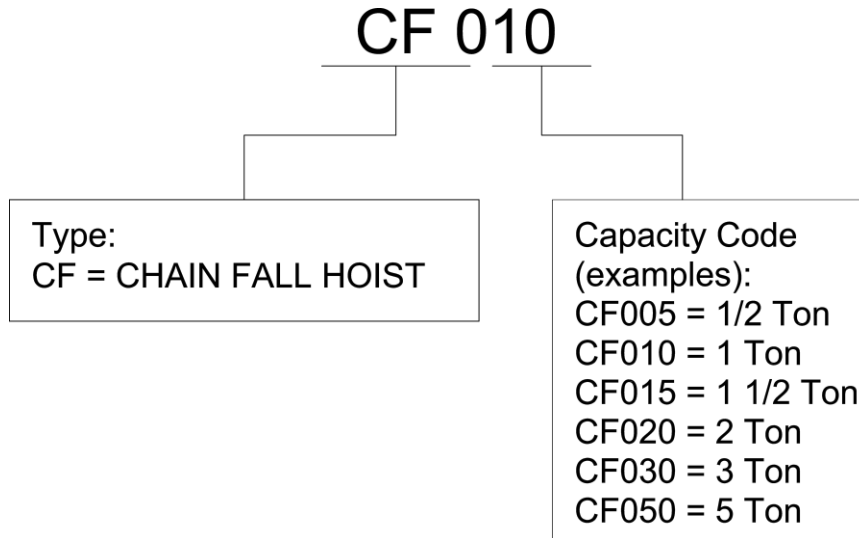 CF 010
Type:
CF = CHAIN FALL HOIST
Capacity Code
(examples):
CF005 = 1/2 Ton
CF010 = 1 Ton
CF015 = 1 1/2 Ton
CF020 = 2 Ton
CF030 = 3 Ton
CF050 = 5 Ton